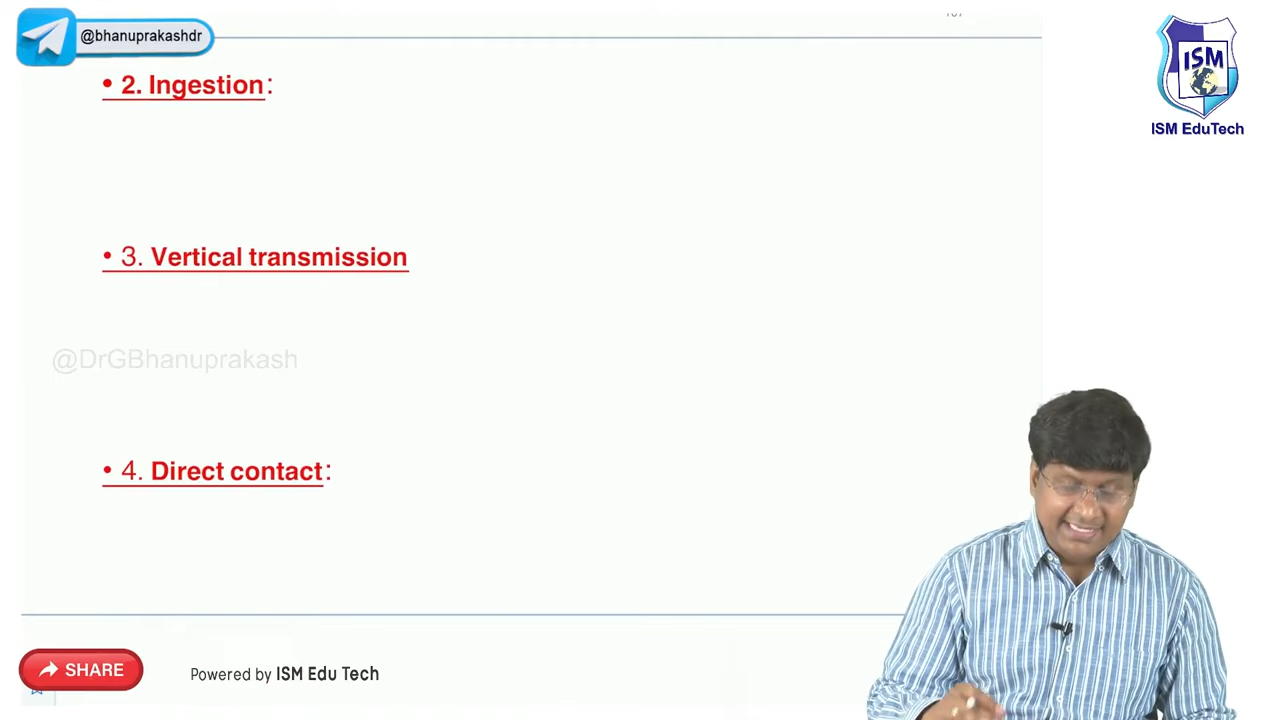 @bhanuprakashdr
• 2. Ingestion:
• 3. Vertical transmission
@DrGBhanuprakash
• 4. Direct contact:
SHARE
Powered by ISM Edu Tech
ISM
ISM EduTech